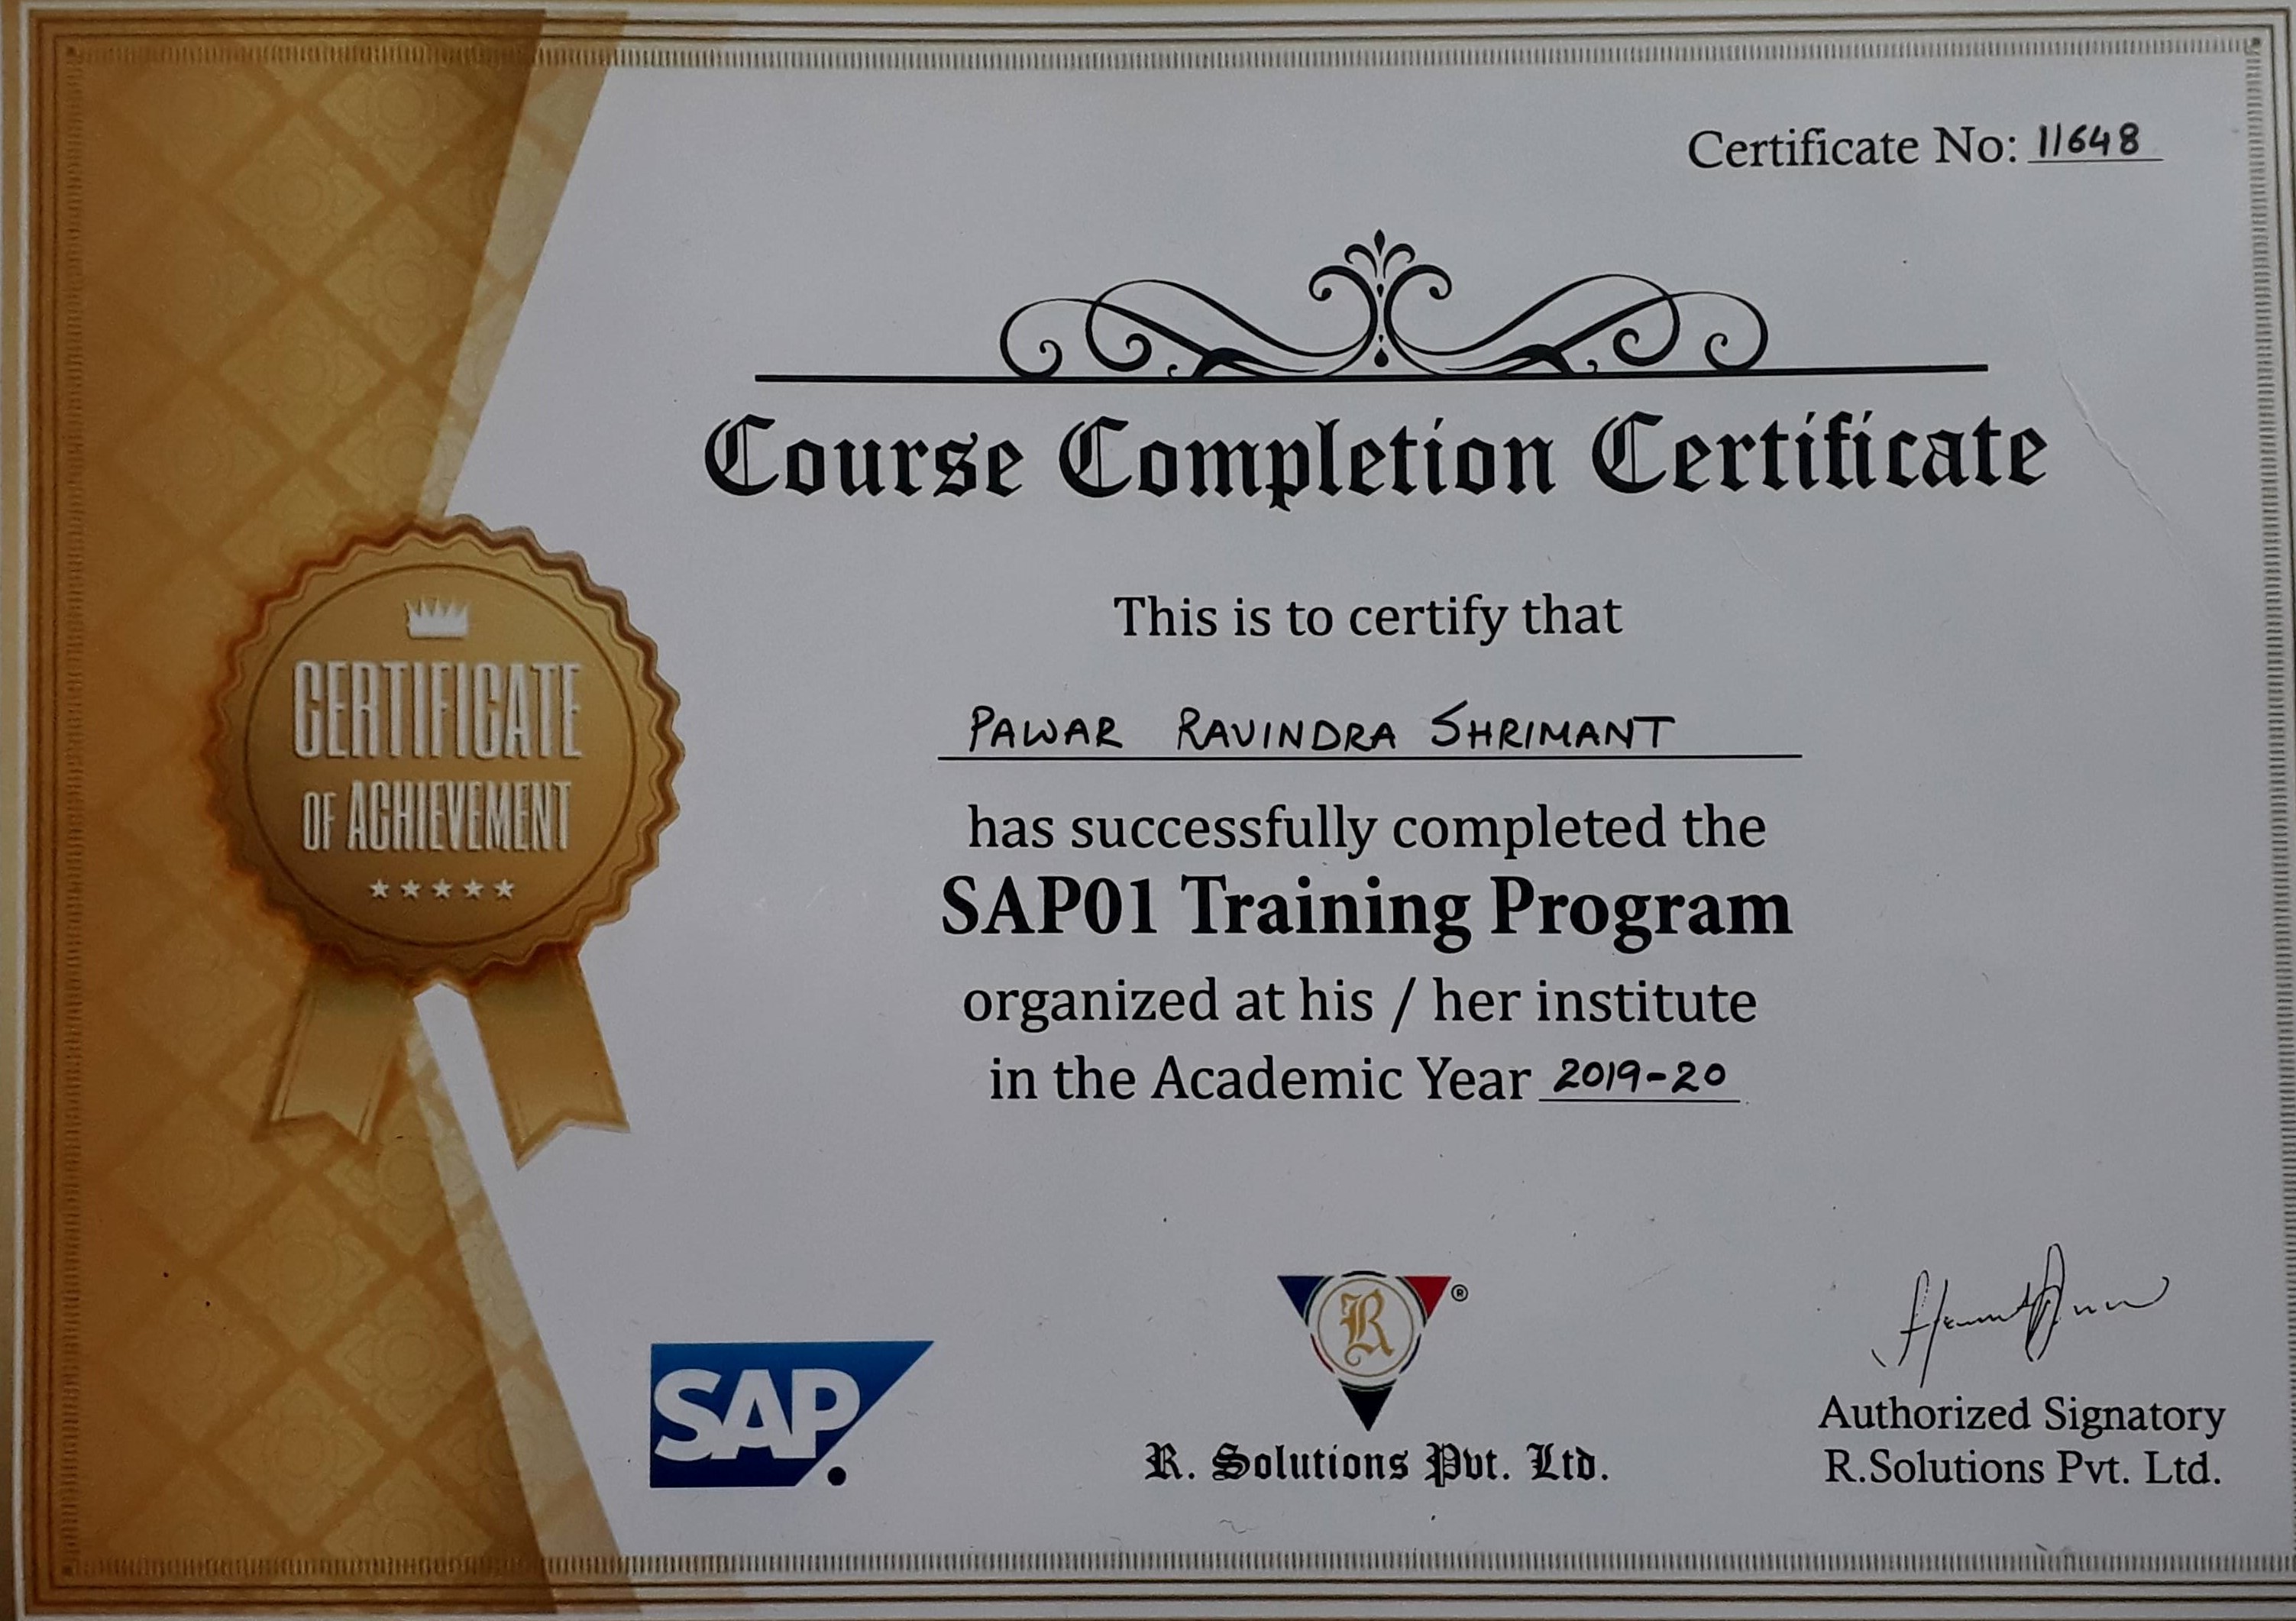 Certificate No: 11648
Course Completion Certificate
This is to certify that
PAWAR RAVINDRA SHRIMANT
has successfully completed the
SAP01 Training Program
organized at his / her institute
in the Academic Year 2019-20
CERTIFICATE
OF ACHIEVEMENT
SAP
R ®
R. Solutions Pvt. Ltd.
Authorized Signatory
R.Solutions Pvt. Ltd.